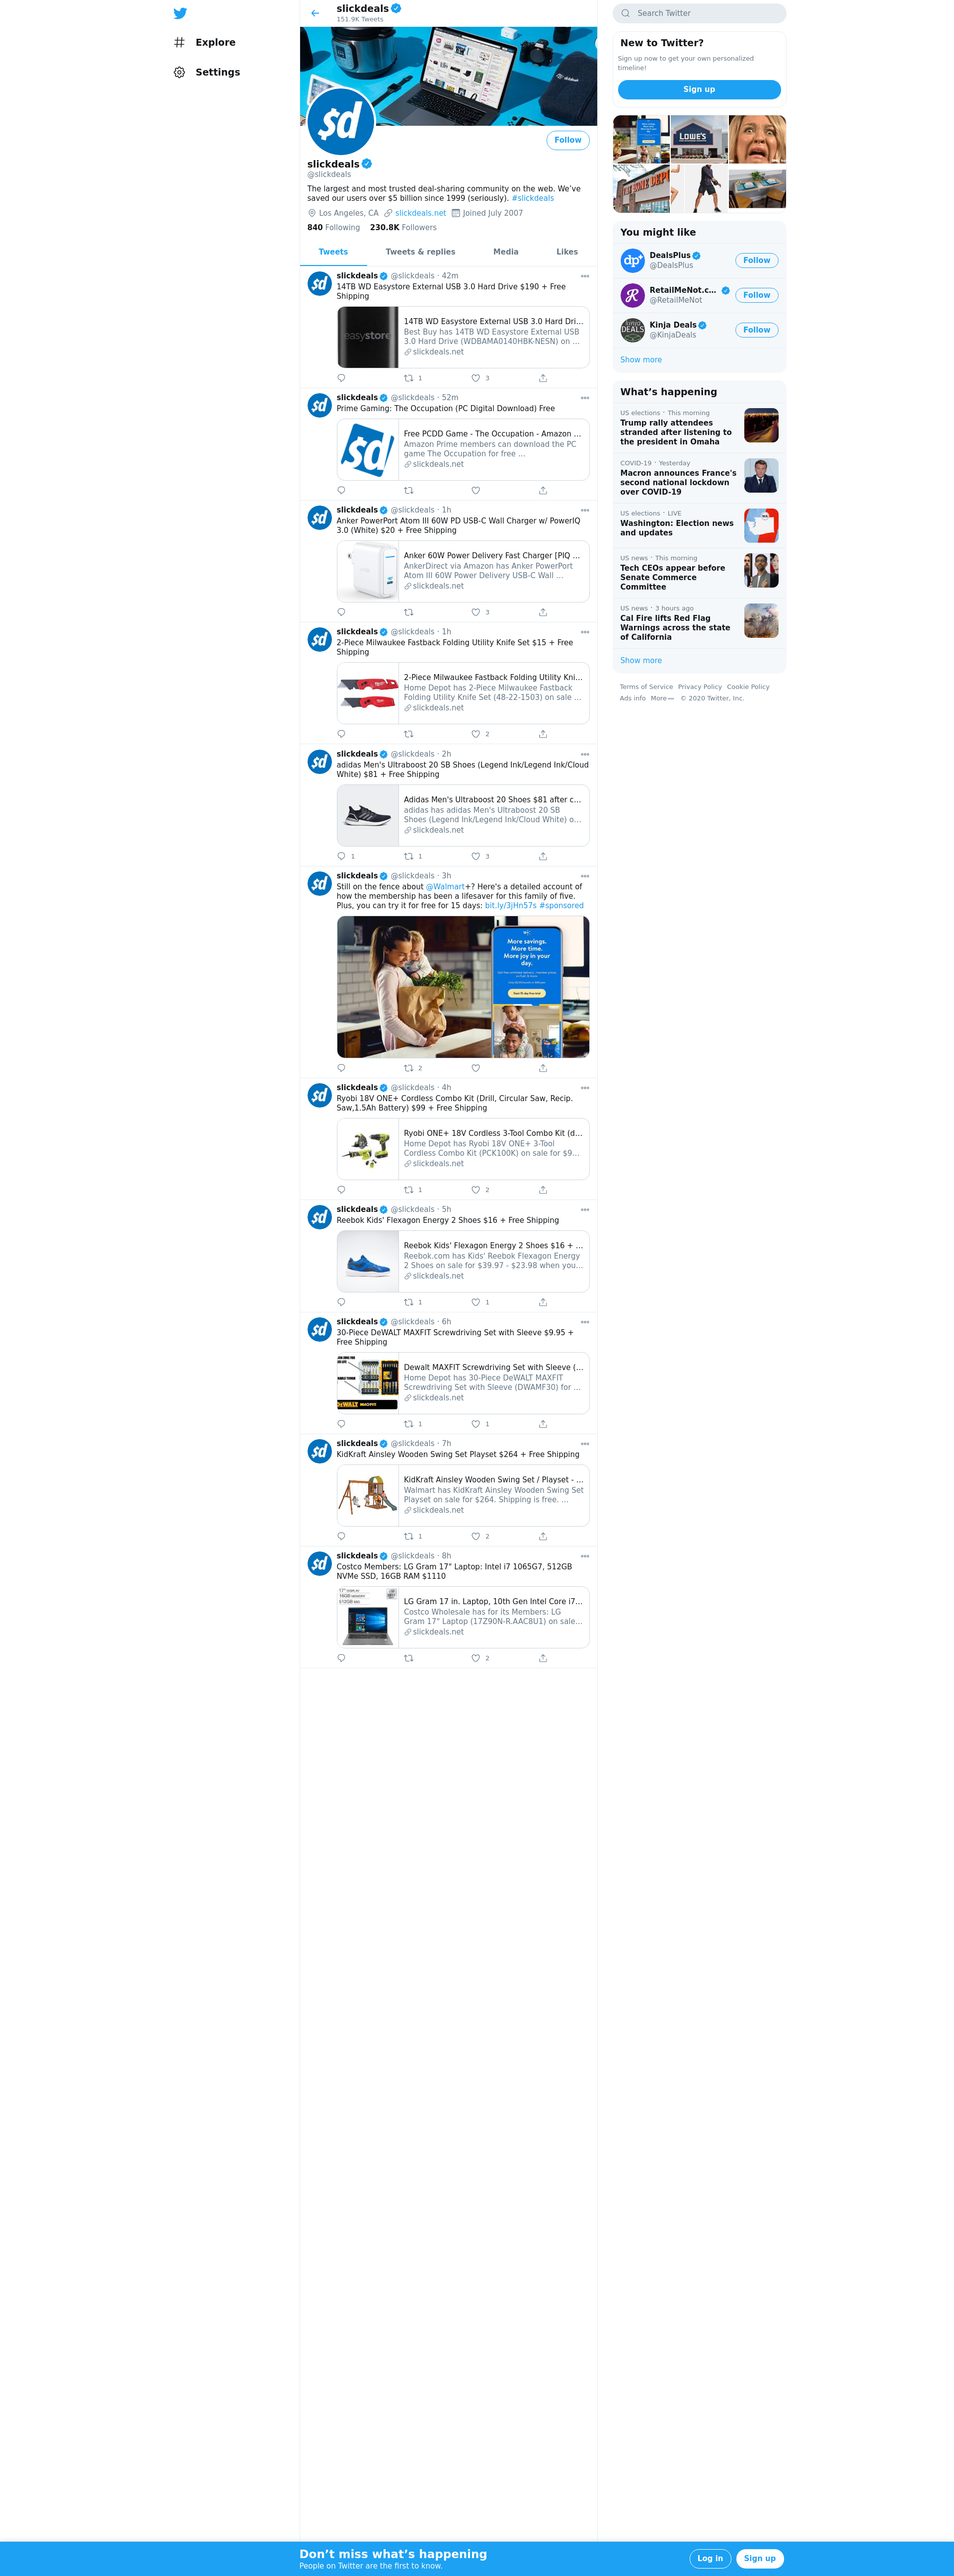 slickdeals
151.9K Tweets
Explore
Settings
Search Twitter
New to Twitter?
Sign up now to get your own personalized
timeline!
Sign up
$d
Follow
slickdeals
@slickdeals
The largest and most trusted deal-sharing community on the web. We've
saved our users over $5 billion since 1999 (seriously). #slickdeals
Los Angeles, CA slickdeals.net Joined July 2007
840 Following 230.8K Followers
Tweets Tweets & replies Media Likes
slickdeals @slickdeals · 42m
14TB WD Easystore External USB 3.0 Hard Drive $190 + Free
Shipping
easystore
14TB WD Easystore External USB 3.0 Hard Dri...
Best Buy has 14TB WD Easystore External USB
3.0 Hard Drive (WDBAMA0140HBK-NESN) on ...
slickdeals.net
1 3
slickdeals @slickdeals · 52m
Prime Gaming: The Occupation (PC Digital Download) Free
$d
Free PCDD Game - The Occupation - Amazon ...
Amazon Prime members can download the PC
game The Occupation for free ...
slickdeals.net
slickdeals @slickdeals · 1h
Anker PowerPort Atom III 60W PD USB-C Wall Charger w/ PowerIQ
3.0 (White) $20 + Free Shipping
Anker 60W Power Delivery Fast Charger [PIQ ...
AnkerDirect via Amazon has Anker PowerPort
Atom III 60W Power Delivery USB-C Wall ...
slickdeals.net
3
slickdeals @slickdeals · 1h
2-Piece Milwaukee Fastback Folding Utility Knife Set $15 + Free
Shipping
2-Piece Milwaukee Fastback Folding Utility Kni...
Home Depot has 2-Piece Milwaukee Fastback
Folding Utility Knife Set (48-22-1503) on sale ...
slickdeals.net
2
slickdeals @slickdeals · 2h
adidas Men's Ultraboost 20 SB Shoes (Legend Ink/Legend Ink/Cloud
White) $81 + Free Shipping
Adidas Men's Ultraboost 20 Shoes $81 after c...
adidas has adidas Men's Ultraboost 20 SB
Shoes (Legend Ink/Legend Ink/Cloud White) o...
slickdeals.net
1 1 3
slickdeals @slickdeals · 3h
Still on the fence about @Walmart+? Here's a detailed account of
how the membership has been a lifesaver for this family of five.
Plus, you can try it for free for 15 days: bit.ly/3jHn57s #sponsored
More savings.
More time.
More joy in your
day.
2
slickdeals @slickdeals · 4h
Ryobi 18V ONE+ Cordless Combo Kit (Drill, Circular Saw, Recip.
Saw,1.5Ah Battery) $99 + Free Shipping
Ryobi ONE+ 18V Cordless 3-Tool Combo Kit (d...
Home Depot has Ryobi 18V ONE+ 3-Tool
Cordless Combo Kit (PCK100K) on sale for $9...
slickdeals.net
1 2
slickdeals @slickdeals · 5h
Reebok Kids' Flexagon Energy 2 Shoes $16 + Free Shipping
Reebok Kids' Flexagon Energy 2 Shoes $16 + ...
Reebok.com has Kids' Reebok Flexagon Energy
2 Shoes on sale for $39.97 - $23.98 when you...
slickdeals.net
1 1
slickdeals @slickdeals · 6h
30-Piece DeWALT MAXFIT Screwdriving Set with Sleeve $9.95 +
Free Shipping
DEWALT MAXFIT
Dewalt MAXFIT Screwdriving Set with Sleeve (...
Home Depot has 30-Piece DeWALT MAXFIT
Screwdriving Set with Sleeve (DWAMF30) for ...
slickdeals.net
1 1
slickdeals @slickdeals · 7h
KidKraft Ainsley Wooden Swing Set Playset $264 + Free Shipping
KidKraft Ainsley Wooden Swing Set / Playset - ...
Walmart has KidKraft Ainsley Wooden Swing Set
Playset on sale for $264. Shipping is free. ...
slickdeals.net
1 2
slickdeals @slickdeals · 8h
Costco Members: LG Gram 17" Laptop: Intel i7 1065G7, 512GB
NVMe SSD, 16GB RAM $1110
LG Gram 17 in. Laptop, 10th Gen Intel Core i7...
Costco Wholesale has for its Members: LG
Gram 17" Laptop (17Z90N-R.AAC8U1) on sale...
slickdeals.net
2
LOWE'S
You might like
dp+
DealsPlus
@DealsPlus
Follow
RetailMeNot.c...
@RetailMeNot
Follow
DEALS
Kinja Deals
@KinjaDeals
Follow
Show more
What's happening
US elections · This morning
Trump rally attendees
stranded after listening to
the president in Omaha
COVID-19 · Yesterday
Macron announces France's
second national lockdown
over COVID-19
US elections · LIVE
Washington: Election news
and updates
US news · This morning
Tech CEOs appear before
Senate Commerce
Committee
US news · 3 hours ago
Cal Fire lifts Red Flag
Warnings across the state
of California
Show more
Terms of Service Privacy Policy Cookie Policy
Ads info More © 2020 Twitter, Inc.
Don't miss what's happening
People on Twitter are the first to know.
Log in
Sign up